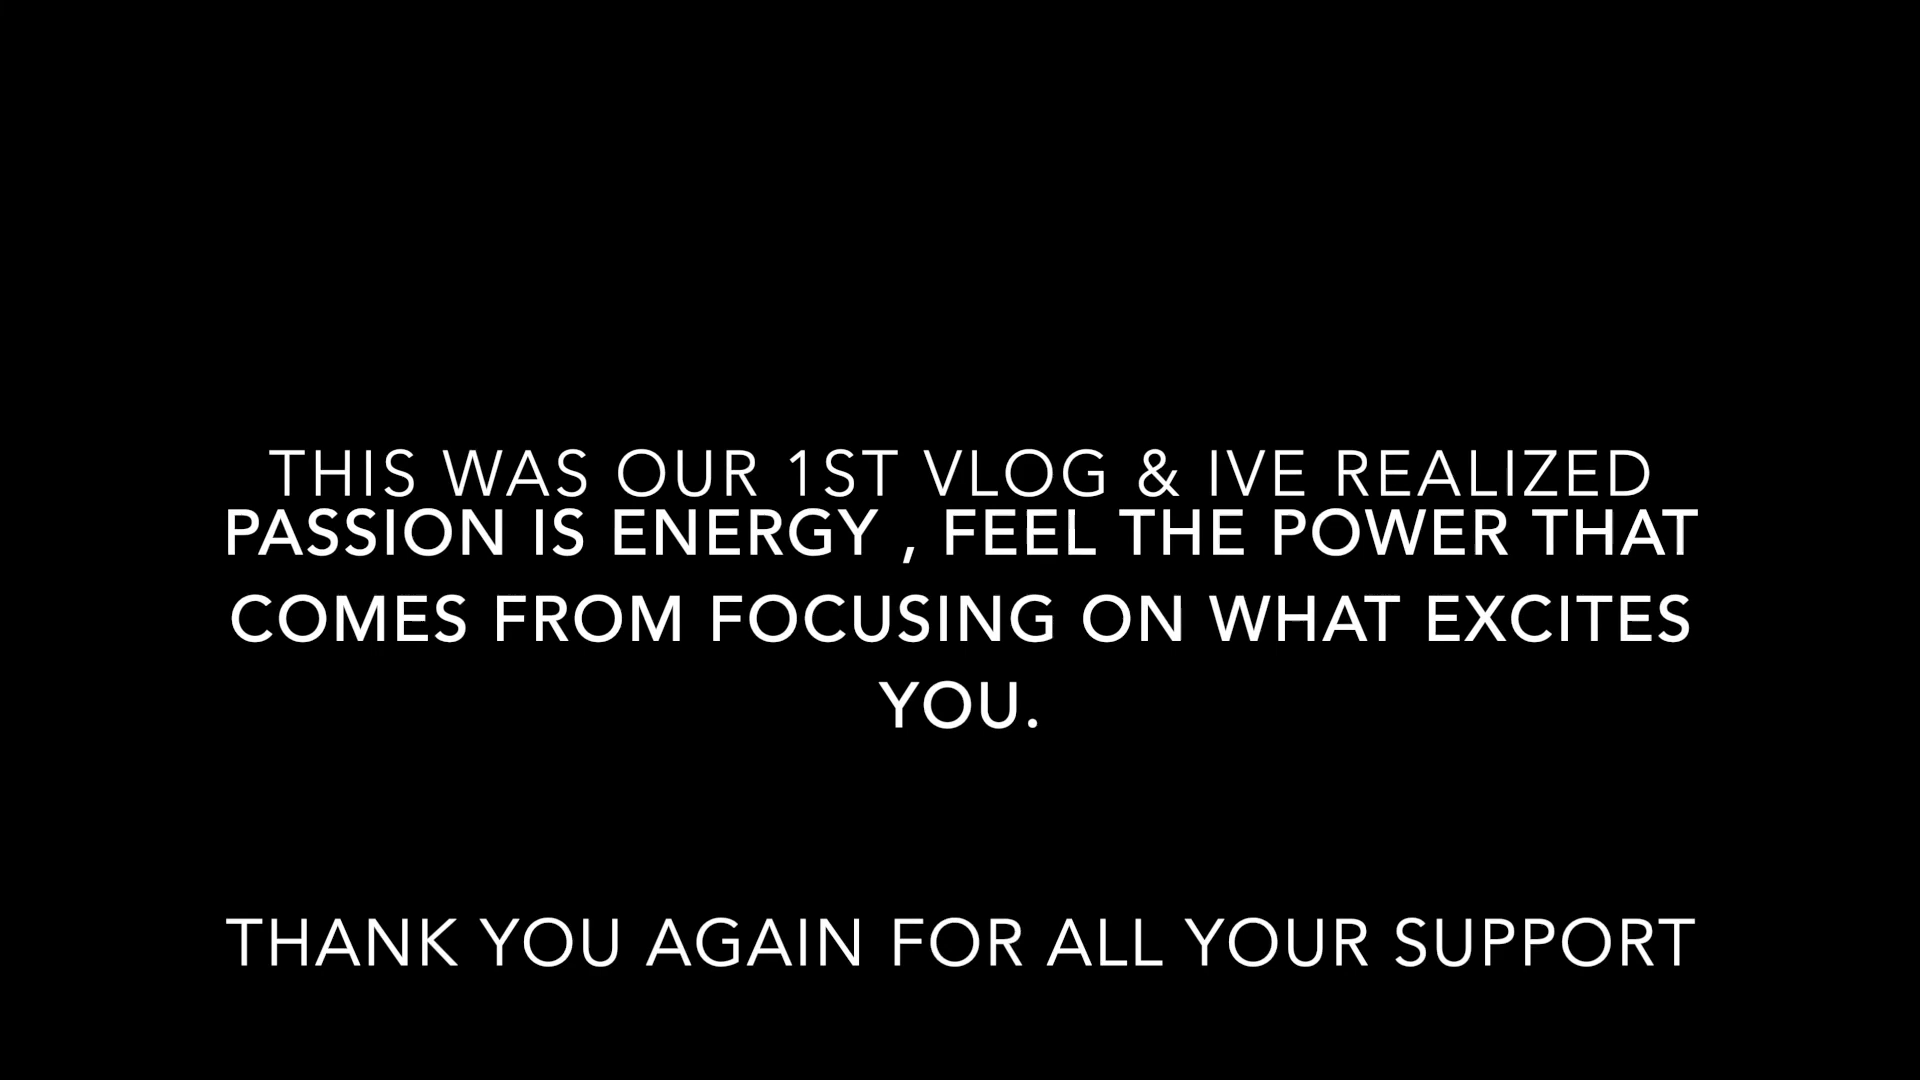 THIS WAS OUR 1ST VLOG & IVE REALIZED
PASSION IS ENERGY , FEEL THE POWER THAT
COMES FROM FOCUSING ON WHAT EXCITES
YOU.
THANK YOU AGAIN FOR ALL YOUR SUPPORT